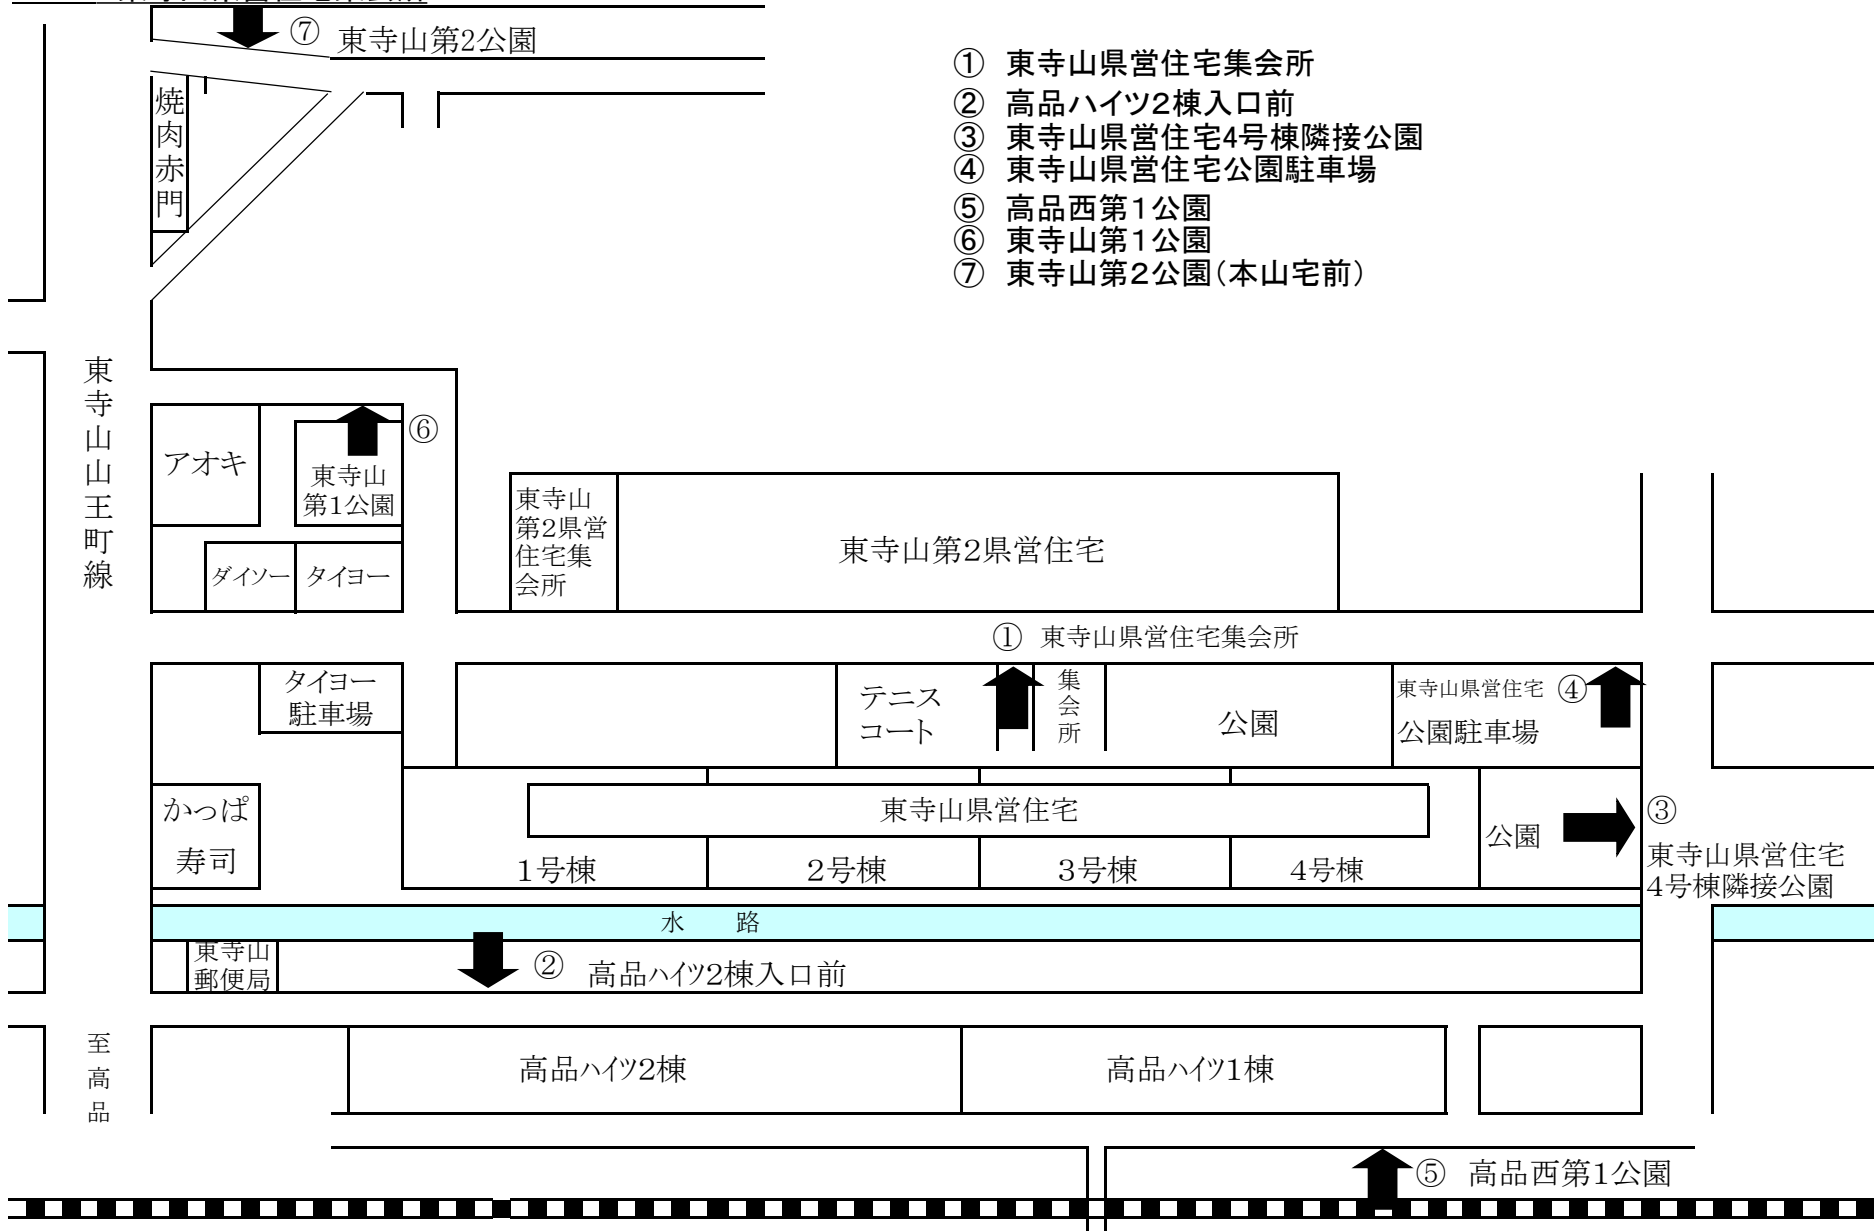 ⑦ 東寺山第2公園
① 東寺山県営住宅集会所
② 高品ハイツ2棟入口前
③ 東寺山県営住宅4号棟隣接公園
④ 東寺山県営住宅公園駐車場
⑤ 高品西第1公園
⑥ 東寺山第1公園
⑦ 東寺山第2公園(本山宅前)
焼肉赤門
東寺山山王町線
アオキ
⑥
東寺山
第1公園
ダイソー
タイヨー
東寺山
第2県営
住宅集
会所
東寺山第2県営住宅
① 東寺山県営住宅集会所
タイヨー
駐車場
テニス
コート
集会所
公園
東寺山県営住宅 ④
公園駐車場
かっぱ
寿司
東寺山県営住宅
1号棟
2号棟
3号棟
4号棟
公園
③
東寺山県営住宅
4号棟隣接公園
水 路
東寺山
郵便局
② 高品ハイツ2棟入口前
至高品
高品ハイツ2棟
高品ハイツ1棟
⑤ 高品西第1公園